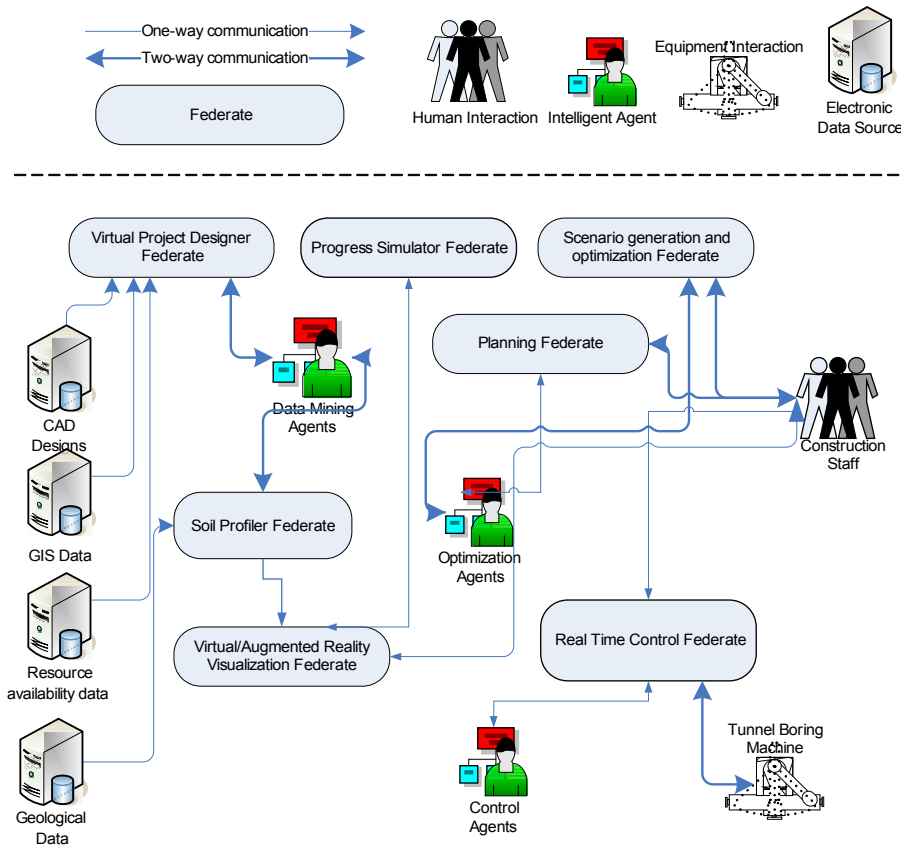 One-way communication
Two-way communication
Federate
Human Interaction
Intelligent Agent
Equipment Interaction
Electronic
Data Source
Virtual Project Designer
Federate
Progress Simulator Federate
Scenario generation and
optimization Federate
Planning Federate
CAD
Designs
Data Mining
Agents
Construction
Staff
GIS Data
Soil Profiler Federate
Optimization
Agents
Resource
availability data
Virtual/Augmented Reality
Visualization Federate
Real Time Control Federate
Geological
Data
Control
Agents
Tunnel Boring
Machine